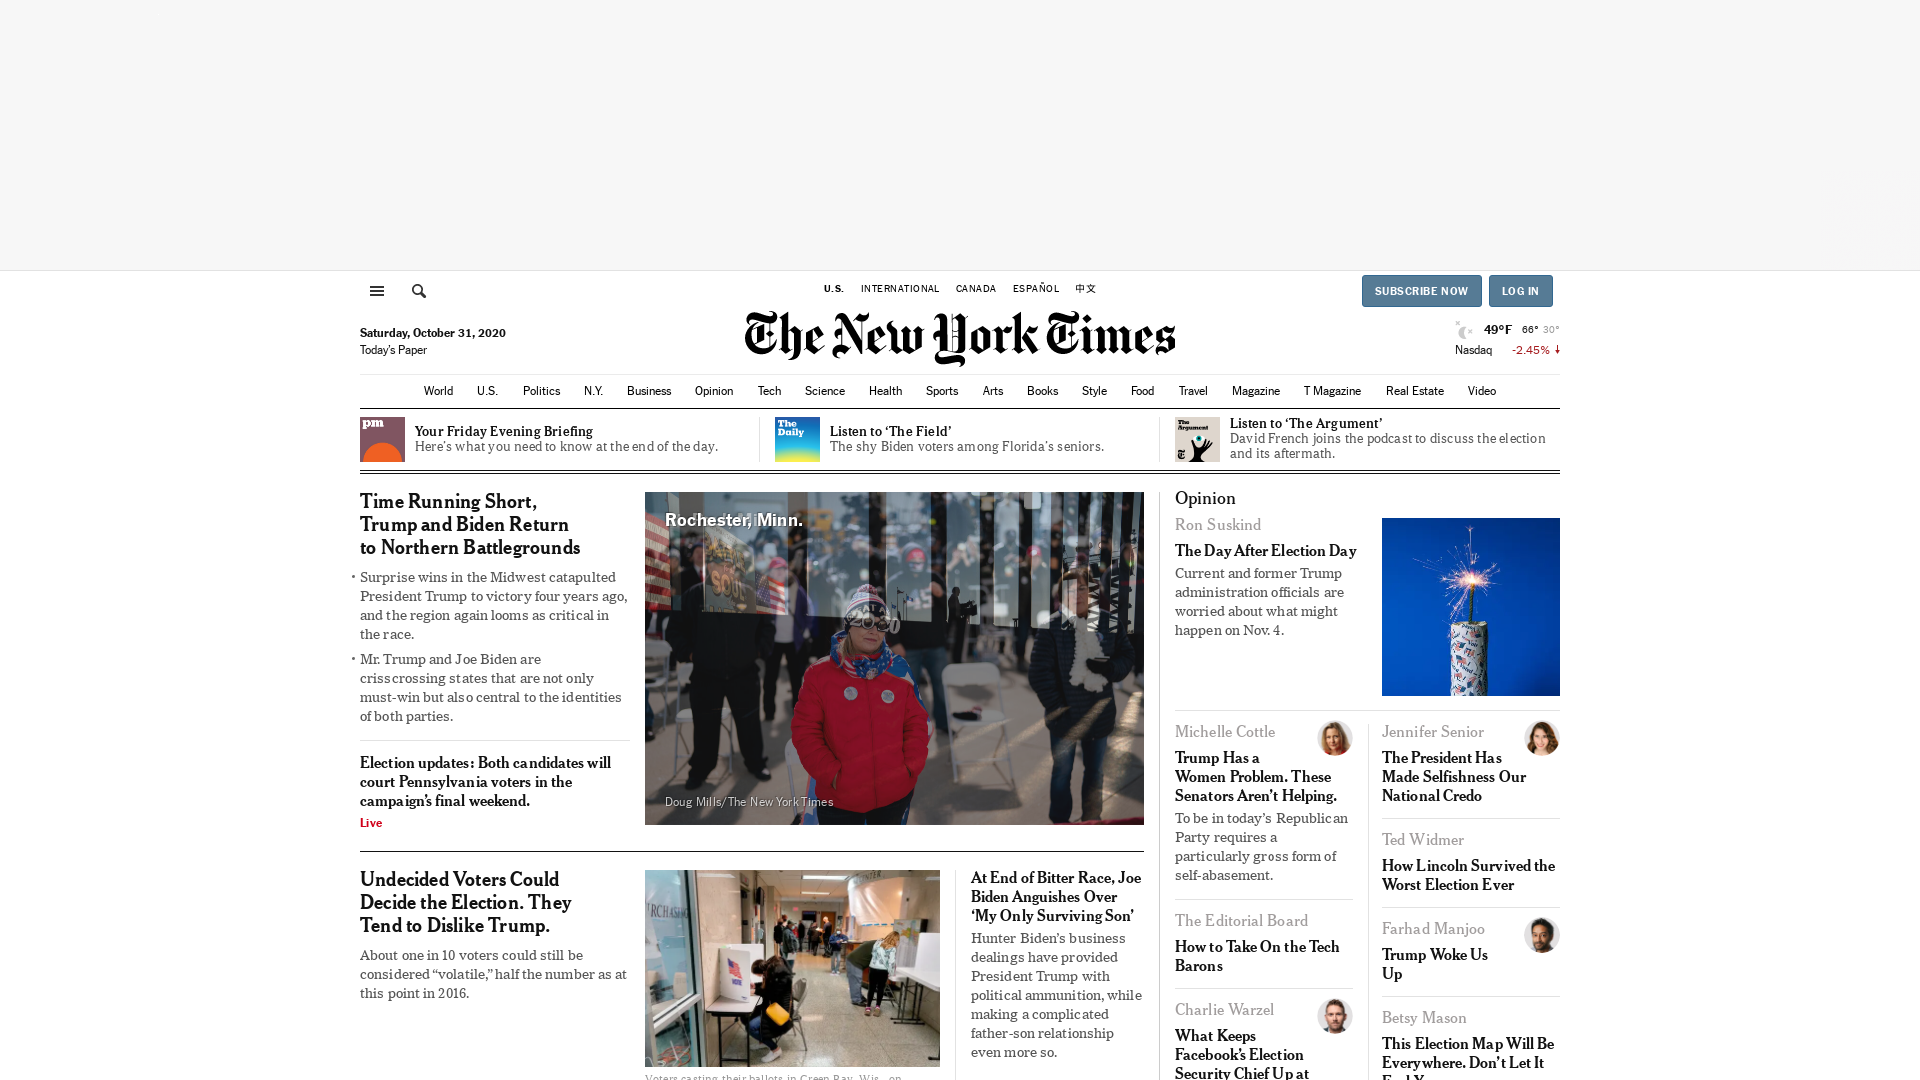 U.S. INTERNATIONAL CANADA ESPAÑOL 中文
SUBSCRIBE NOW LOG IN
Saturday, October 31, 2020
Today's Paper
The New York Times
49°F 66° 30°
Nasdaq -2.45%
World U.S. Politics N.Y. Business Opinion Tech Science Health Sports Arts Books Style Food Travel Magazine T Magazine Real Estate Video
pm
Your Friday Evening Briefing
Here's what you need to know at the end of the day.
The
Daily
Listen to ‘The Field’
The shy Biden voters among Florida's seniors.
The
Argument
Listen to ‘The Argument’
David French joins the podcast to discuss the election
and its aftermath.
Time Running Short,
Trump and Biden Return
to Northern Battlegrounds
• Surprise wins in the Midwest catapulted
President Trump to victory four years ago,
and the region again looms as critical in
the race.
• Mr. Trump and Joe Biden are
crisscrossing states that are not only
must-win but also central to the identities
of both parties.
Election updates: Both candidates will
court Pennsylvania voters in the
campaign's final weekend.
Live
Rochester, Minn.
Doug Mills/The New York Times
Undecided Voters Could
Decide the Election. They
Tend to Dislike Trump.
About one in 10 voters could still be
considered “volatile,” half the number as at
this point in 2016.
Voters casting their ballots in Green Bay, Wis., on
At End of Bitter Race, Joe
Biden Anguishes Over
‘My Only Surviving Son’
Hunter Biden's business
dealings have provided
President Trump with
political ammunition, while
making a complicated
father-son relationship
even more so.
Opinion
Ron Suskind
The Day After Election Day
Current and former Trump
administration officials are
worried about what might
happen on Nov. 4.
Michelle Cottle
Trump Has a
Women Problem. These
Senators Aren't Helping.
To be in today's Republican
Party requires a
particularly gross form of
self-abasement.
The Editorial Board
How to Take On the Tech
Barons
Charlie Warzel
What Keeps
Facebook's Election
Security Chief Up at
Jennifer Senior
The President Has
Made Selfishness Our
National Credo
Ted Widmer
How Lincoln Survived the
Worst Election Ever
Farhad Manjoo
Trump Woke Us
Up
Betsy Mason
This Election Map Will Be
Everywhere. Don't Let It